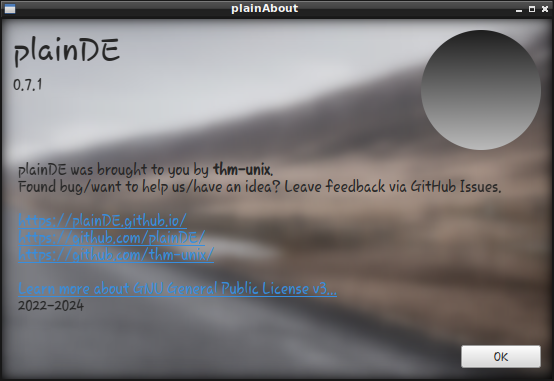 plainAbout
plainDE
0.7.1
plainDE was brought to you by thm-unix.
Found bug/want to help us/have an idea? Leave feedback via GitHub Issues.
https://plainDE.github.io/
https://github.com/plainDE/
https://github.com/thm-unix/
Learn more about GNU General Public License v3...
2022-2024
OK